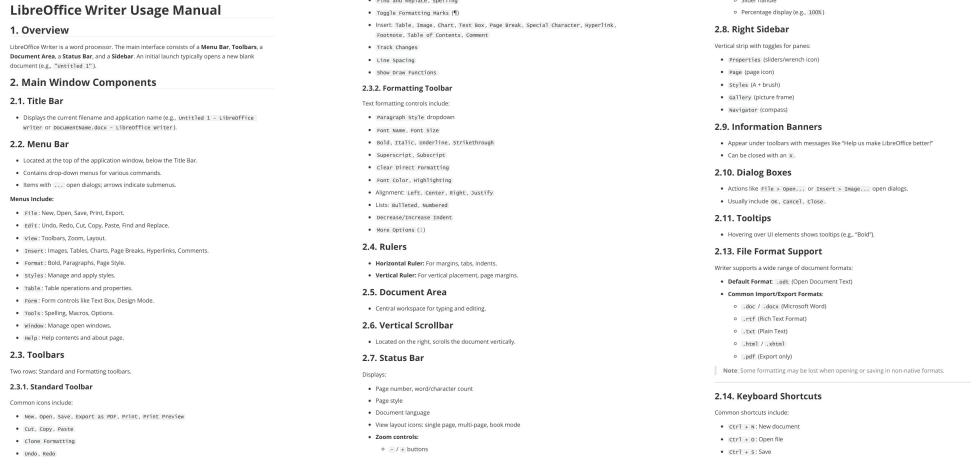 LibreOffice Writer Usage Manual
1. Overview
LibreOffice Writer is a word processor. The main interface consists of a Menu Bar, Toolbars, a
Document Area, a Status Bar, and a Sidebar. An initial launch typically opens a new blank
document (e.g, "Untitled 1").
2. Main Window Components
2.1. Title Bar
• Displays the current filename and application name (e.g., Untitled 1 - LibreOffice
Writer or DocumentName.docx - LibreOffice Writer).
2.2. Menu Bar
• Located at the top of the application window, below the Title Bar.
• Contains drop-down menus for various commands.
• Items with ... open dialogs; arrows indicate submenus.
Menus Include:
• File: New, Open, Save, Print, Export.
• Edit: Undo, Redo, Cut, Copy, Paste, Find and Replace.
• View: Toolbars, Zoom, Layout.
• Insert: Images, Tables, Charts, Page Breaks, Hyperlinks, Comments.
• Format: Bold, Paragraphs, Page Style.
• Styles: Manage and apply styles.
• Table: Table operations and properties.
• Form: Form controls like Text Box, Design Mode.
• Tools: Spelling, Macros, Options.
• Window: Manage open windows.
• Help: Help contents and about page.
2.3. Toolbars
Two rows: Standard and Formatting toolbars.
2.3.1. Standard Toolbar
Common icons include:
• New, Open, Save, Export as PDF, Print, Print Preview
• Cut, Copy, Paste
• Clone Formatting
• Undo, Redo
• Find and Replace, Spelling
• Toggle Formatting Marks (¶)
• Insert: Table, Image, Chart, Text Box, Page Break, Special Character, Hyperlink,
Footnote, Table of Contents, Comment
• Track Changes
• Line Spacing
• Show Draw Functions
2.3.2. Formatting Toolbar
Text formatting controls include:
• Paragraph Style dropdown
• Font Name, Font Size
• Bold, Italic, Underline, Strikethrough
• Superscript, Subscript
• Clear Direct Formatting
• Font Color, Highlighting
• Alignment: Left, Center, Right, Justify
• Lists: Bulleted, Numbered
• Decrease/Increase Indent
• More Options (⋮)
2.4. Rulers
• Horizontal Ruler: For margins, tabs, indents.
• Vertical Ruler: For vertical placement, page margins.
2.5. Document Area
• Central workspace for typing and editing.
2.6. Vertical Scrollbar
• Located on the right, scrolls the document vertically.
2.7. Status Bar
Displays:
• Page number, word/character count
• Page style
• Document language
• View layout icons: single page, multi-page, book mode
• Zoom controls:
◦ - / + buttons
◦ Slider handle
◦ Percentage display (e.g., 100%)
2.8. Right Sidebar
Vertical strip with toggles for panes:
• Properties (sliders/wrench icon)
• Page (page icon)
• Styles (A + brush)
• Gallery (picture frame)
• Navigator (compass)
2.9. Information Banners
• Appear under toolbars with messages like "Help us make LibreOffice better!"
• Can be closed with an X.
2.10. Dialog Boxes
• Actions like File > Open... or Insert > Image... open dialogs.
• Usually include OK, Cancel, Close.
2.11. Tooltips
• Hovering over UI elements shows tooltips (e.g., "Bold").
2.13. File Format Support
Writer supports a wide range of document formats:
• Default Format: .odt (Open Document Text)
• Common Import/Export Formats:
◦ .doc / .docx (Microsoft Word)
◦ .rtf (Rich Text Format)
◦ .txt (Plain Text)
◦ .html / .xhtml
◦ .pdf (Export only)
Note: Some formatting may be lost when opening or saving in non-native formats.
2.14. Keyboard Shortcuts
Common shortcuts include:
• Ctrl + N: New document
• Ctrl + O: Open file
• Ctrl + S: Save